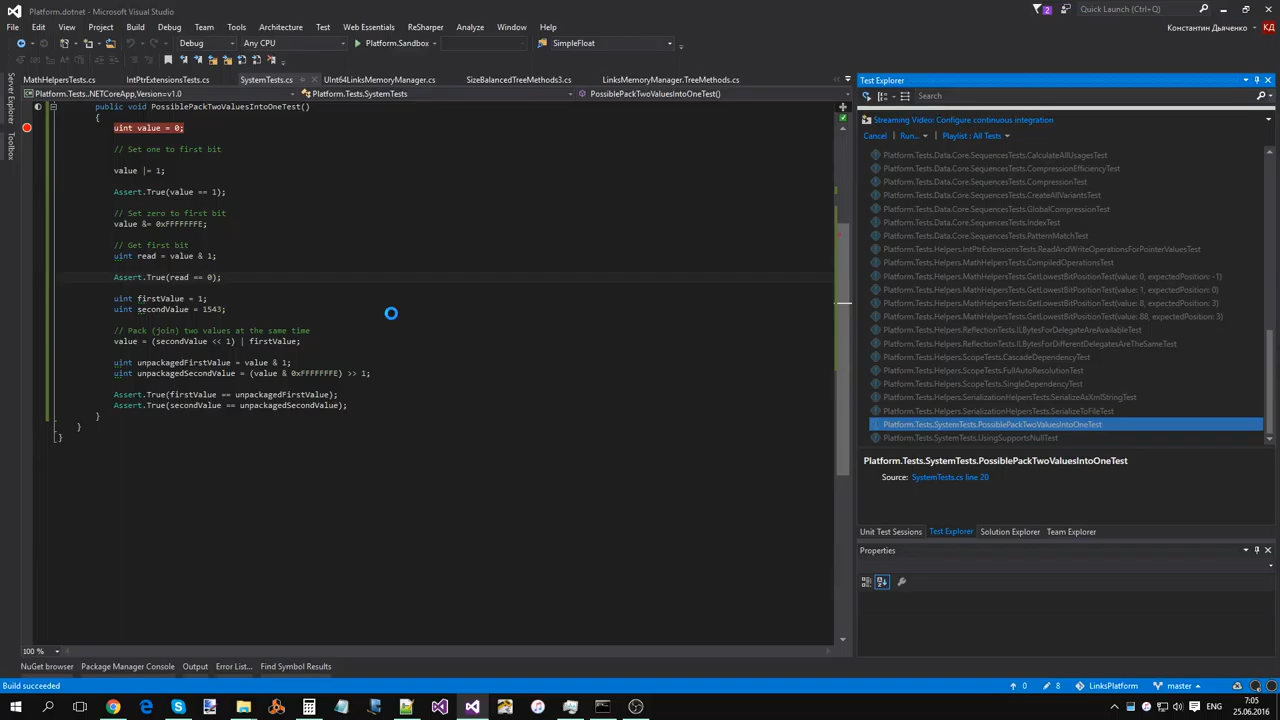 Platform.dotnet - Microsoft Visual Studio
2
Quick Launch (Ctrl+Q)
File Edit View Project Build Debug Team Tools Architecture Test Web Essentials ReSharper Analyze Window Help
Константин Дьяченко КД
Debug Any CPU Platform.Sandbox SimpleFloat
Server Explorer
Toolbox
MathHelpersTests.cs IntPtrExtensionsTests.cs SystemTests.cs UInt64LinksMemoryManager.cs SizeBalancedTreeMethods3.cs LinksMemoryManager.TreeMethods.cs
Platform.Tests..NETCoreApp,Version=v1.0 Platform.Tests.SystemTests PossiblePackTwoValuesIntoOneTest()
public void PossiblePackTwoValuesIntoOneTest()
{
uint value = 0;
// Set one to first bit
value |= 1;
Assert.True(value == 1);
// Set zero to first bit
value &= 0xFFFFFFFE;
// Get first bit
uint read = value & 1;
Assert.True(read == 0);
uint firstValue = 1;
uint secondValue = 1543;
// Pack (join) two values at the same time
value = (secondValue << 1) | firstValue;
uint unpackagedFirstValue = value & 1;
uint unpackagedSecondValue = (value & 0xFFFFFFFE) >> 1;
Assert.True(firstValue == unpackagedFirstValue);
Assert.True(secondValue == unpackagedSecondValue);
}
}
}
100 %
Test Explorer
Search
Streaming Video: Configure continuous integration
Cancel Run... Playlist : All Tests
Platform.Tests.Data.Core.SequencesTests.CalculateAllUsagesTest
Platform.Tests.Data.Core.SequencesTests.CompressionEfficiencyTest
Platform.Tests.Data.Core.SequencesTests.CompressionTest
Platform.Tests.Data.Core.SequencesTests.CreateAllVariantsTest
Platform.Tests.Data.Core.SequencesTests.GlobalCompressionTest
Platform.Tests.Data.Core.SequencesTests.IndexTest
Platform.Tests.Data.Core.SequencesTests.PatternMatchTest
Platform.Tests.Helpers.IntPtrExtensionsTests.ReadAndWriteOperationsForPointerValuesTest
Platform.Tests.Helpers.MathHelpersTests.CompiledOperationsTest
Platform.Tests.Helpers.MathHelpersTests.GetLowestBitPositionTest(value: 0, expectedPosition: -1)
Platform.Tests.Helpers.MathHelpersTests.GetLowestBitPositionTest(value: 1, expectedPosition: 0)
Platform.Tests.Helpers.MathHelpersTests.GetLowestBitPositionTest(value: 8, expectedPosition: 3)
Platform.Tests.Helpers.MathHelpersTests.GetLowestBitPositionTest(value: 88, expectedPosition: 3)
Platform.Tests.Helpers.ReflectionTests.ILBytesForDelegateAreAvailableTest
Platform.Tests.Helpers.ReflectionTests.ILBytesForDifferentDelegatesAreTheSameTest
Platform.Tests.Helpers.ScopeTests.CascadeDependencyTest
Platform.Tests.Helpers.ScopeTests.FullAutoResolutionTest
Platform.Tests.Helpers.ScopeTests.SingleDependencyTest
Platform.Tests.Helpers.SerializationHelpersTests.SerializeAsXmlStringTest
Platform.Tests.Helpers.SerializationHelpersTests.SerializeToFileTest
Platform.Tests.SystemTests.PossiblePackTwoValuesIntoOneTest
Platform.Tests.SystemTests.UsingSupportsNullTest
Platform.Tests.SystemTests.PossiblePackTwoValuesIntoOneTest
Source: SystemTests.cs line 20
Unit Test Sessions Test Explorer Solution Explorer Team Explorer
Properties
NuGet browser Package Manager Console Output Error List... Find Symbol Results
Build succeeded
0 8 LinksPlatform master
ENG 7:05
25.06.2016